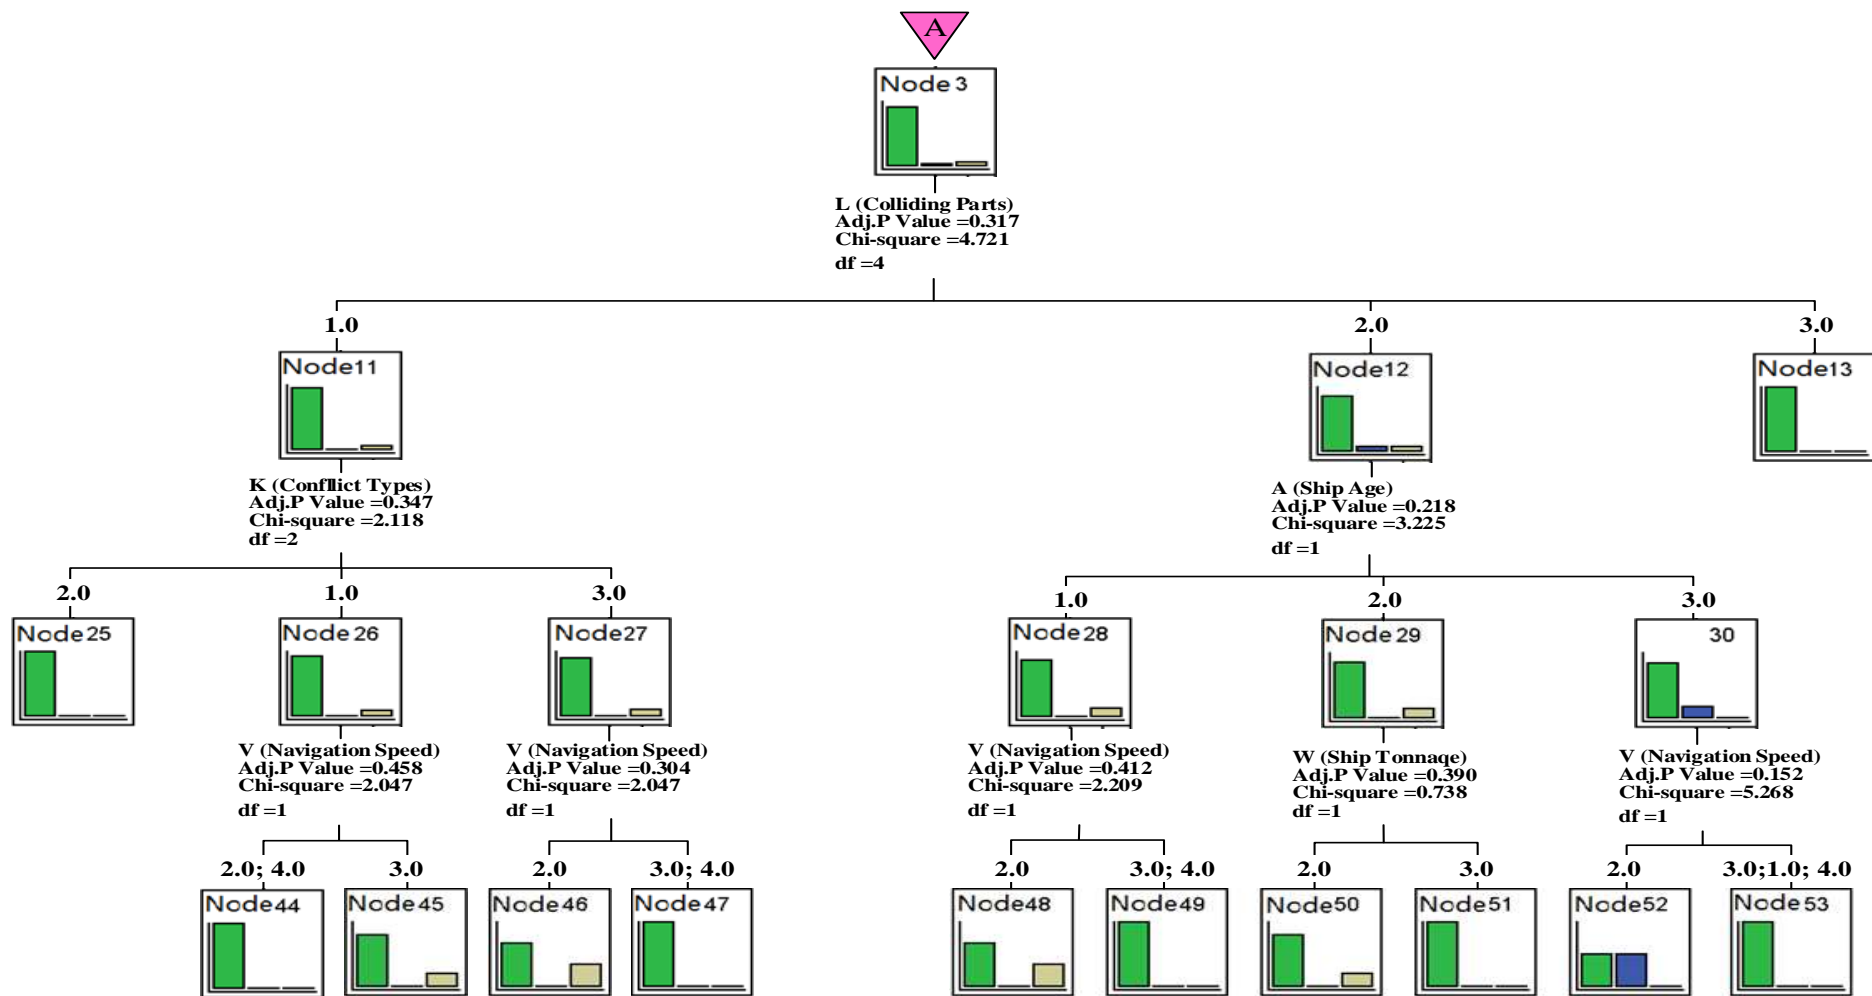 A
Node 3
L (Colliding Parts)
Adj.P Value =0.317
Chi-square =4.721
df =4
1.0
2.0
3.0
Node11
Node12
Node13
K (Confllict Types)
Adj.P Value =0.347
Chi-square =2.118
df =2
A (Ship Age)
Adj.P Value =0.218
Chi-square =3.225
df =1
2.0
1.0
3.0
1.0
2.0
3.0
Node25
Node 26
Node27
Node 28
Node 29
30
V (Navigation Speed)
Adj.P Value =0.458
Chi-square =2.047
df =1
V (Navigation Speed)
Adj.P Value =0.304
Chi-square =2.047
df =1
V (Navigation Speed)
Adj.P Value =0.412
Chi-square =2.209
df =1
W (Ship Tonnaqe)
Adj.P Value =0.390
Chi-square =0.738
df =1
V (Navigation Speed)
Adj.P Value =0.152
Chi-square =5.268
df =1
2.0; 4.0
3.0
2.0
3.0; 4.0
2.0
3.0; 4.0
2.0
3.0
2.0
3.0;1.0; 4.0
Node44
Node45
Node46
Node47
Node48
Node49
Node50
Node51
Node52
Node53